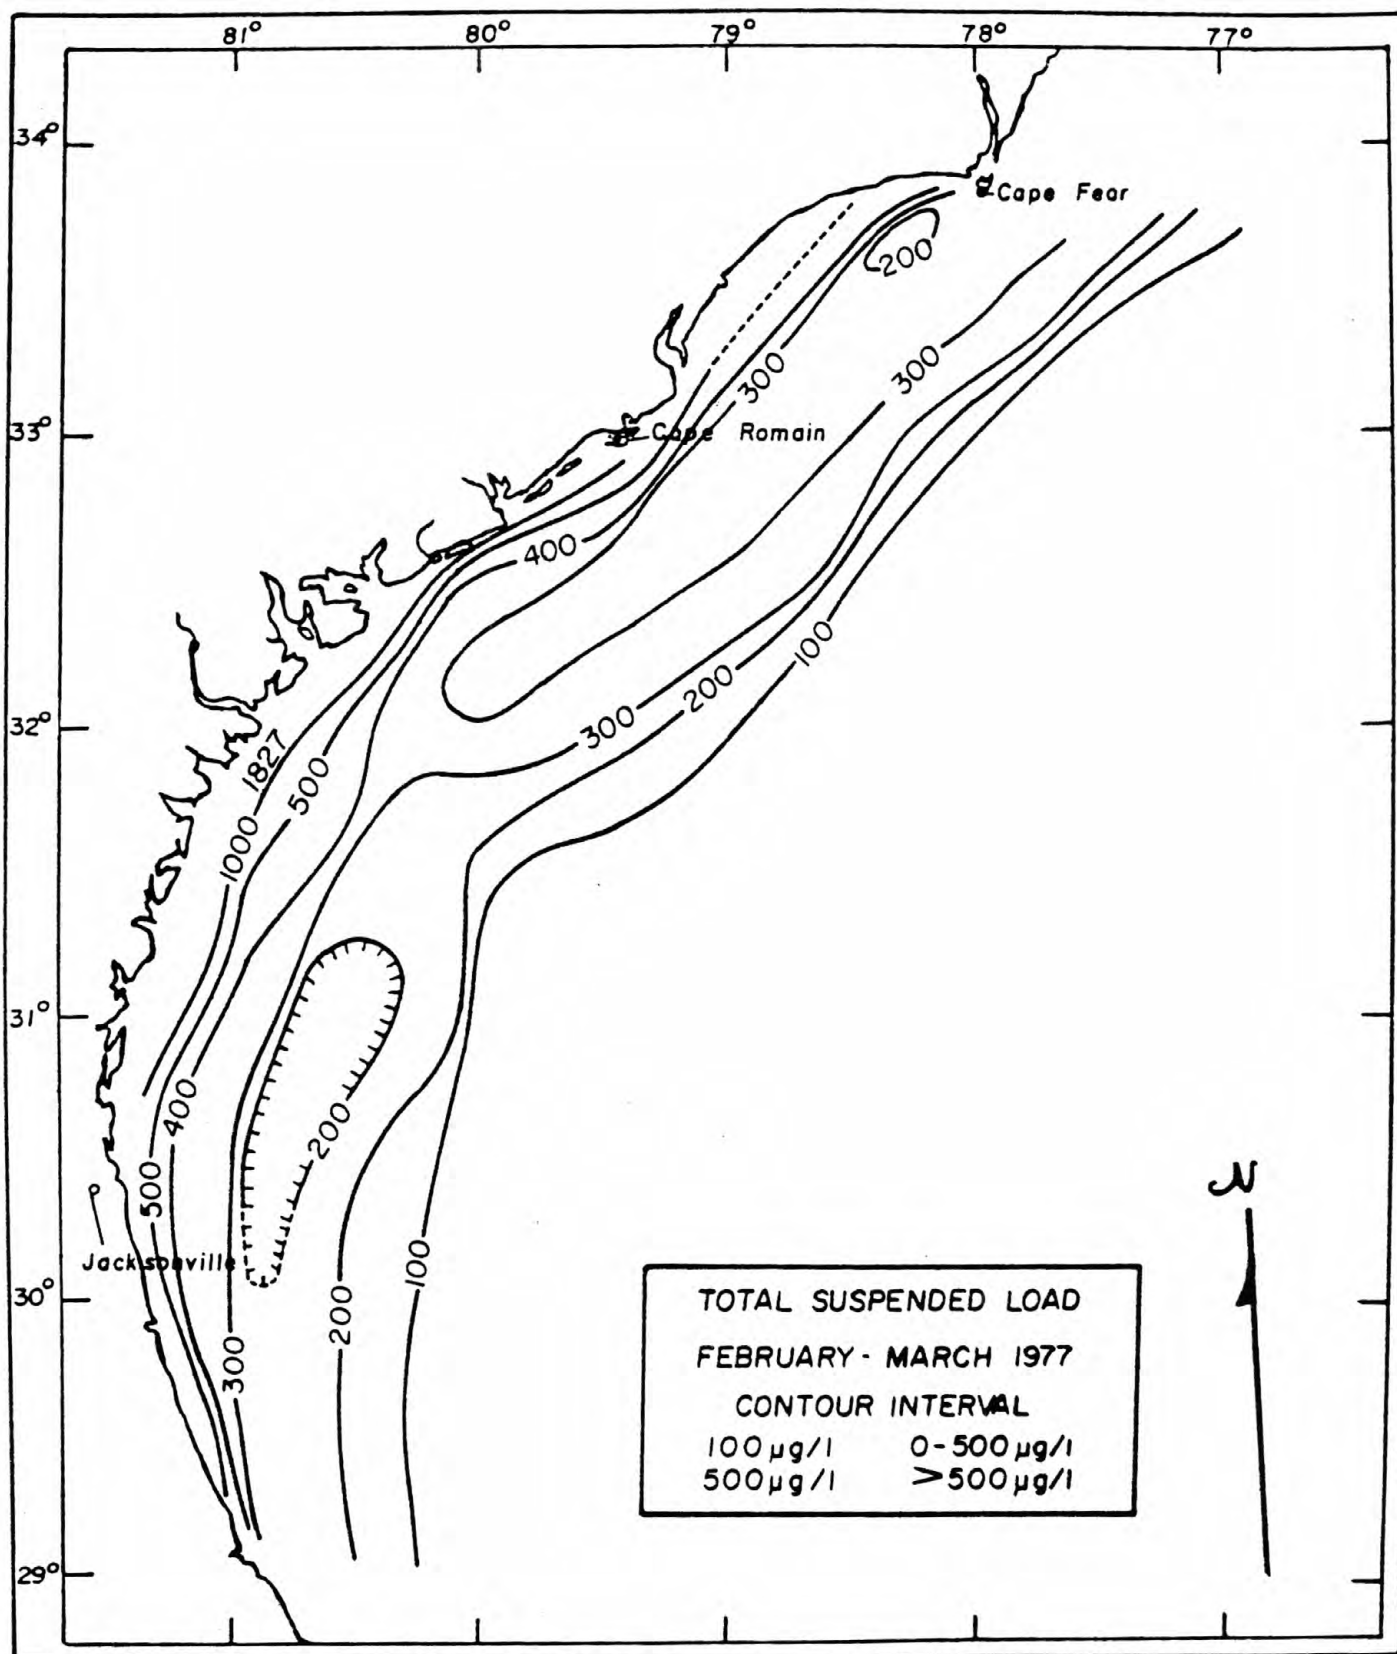 81° 80° 79° 78° 77°
34°
Cape Fear
200
300
300
33°
Cape Romain
400
100
200
300
32°
1827
500
1000
31°
200
400
500
N
Jacksonville
100
30°
200
300
TOTAL SUSPENDED LOAD
FEBRUARY - MARCH 1977
CONTOUR INTERVAL
100 µg/l 0-500 µg/l
500 µg/l >500 µg/l
29°